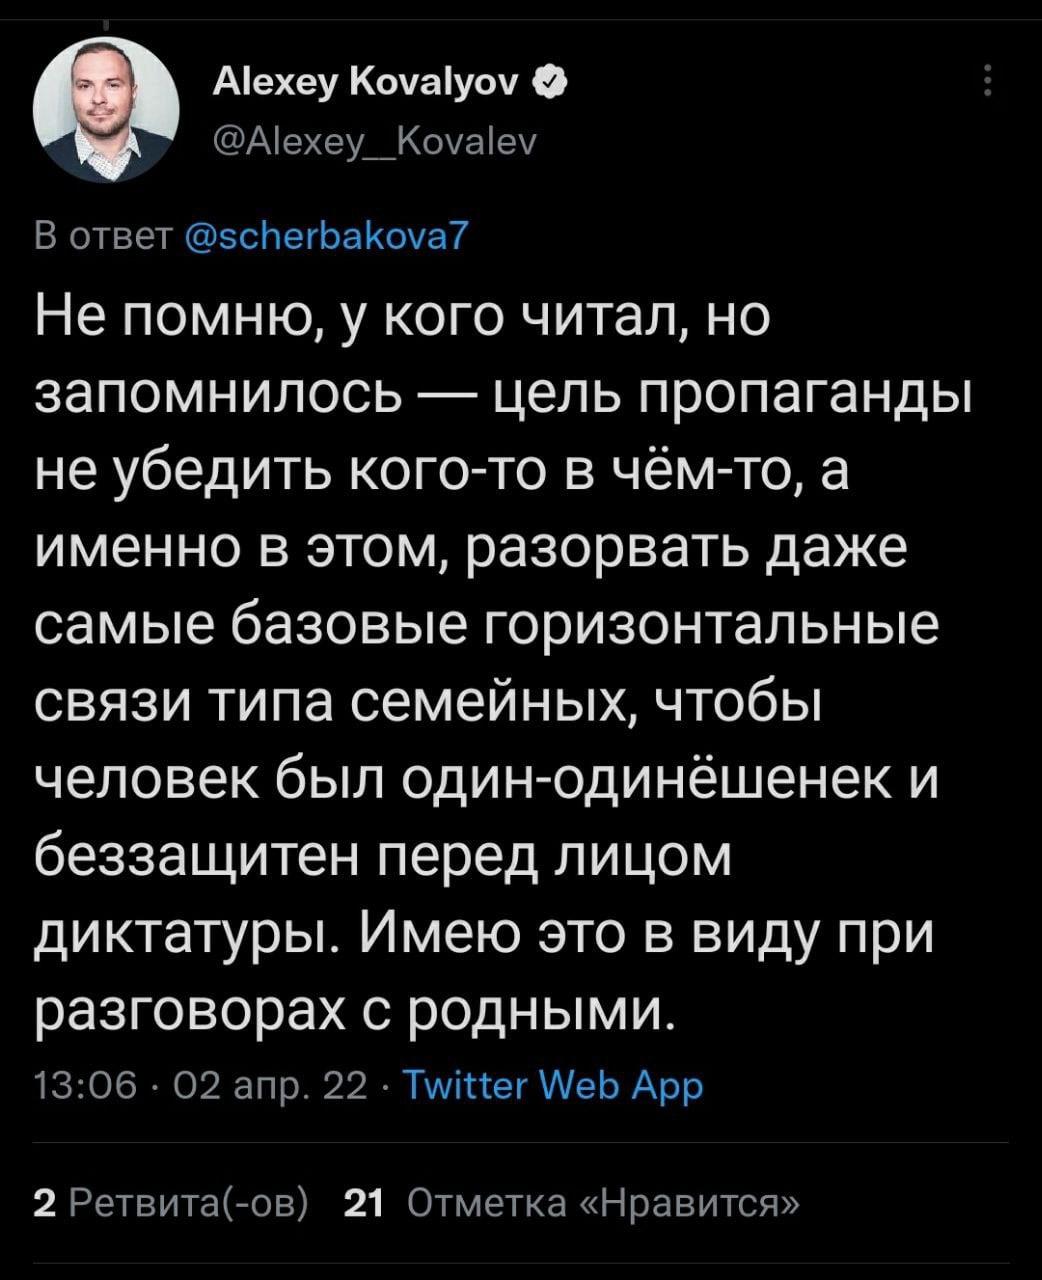 Alexey Kovalyov
@Alexey__Kovalev
В ответ @scherbakova7
Не помню, у кого читал, но
запомнилось — цель пропаганды
не убедить кого-то в чём-то, а
именно в этом, разорвать даже
самые базовые горизонтальные
связи типа семейных, чтобы
человек был один-одинёшенек и
беззащитен перед лицом
диктатуры. Имею это в виду при
разговорах с родными.
13:06 · 02 апр. 22 · Twitter Web App
2 Ретвита(-ов) 21 Отметка «Нравится»